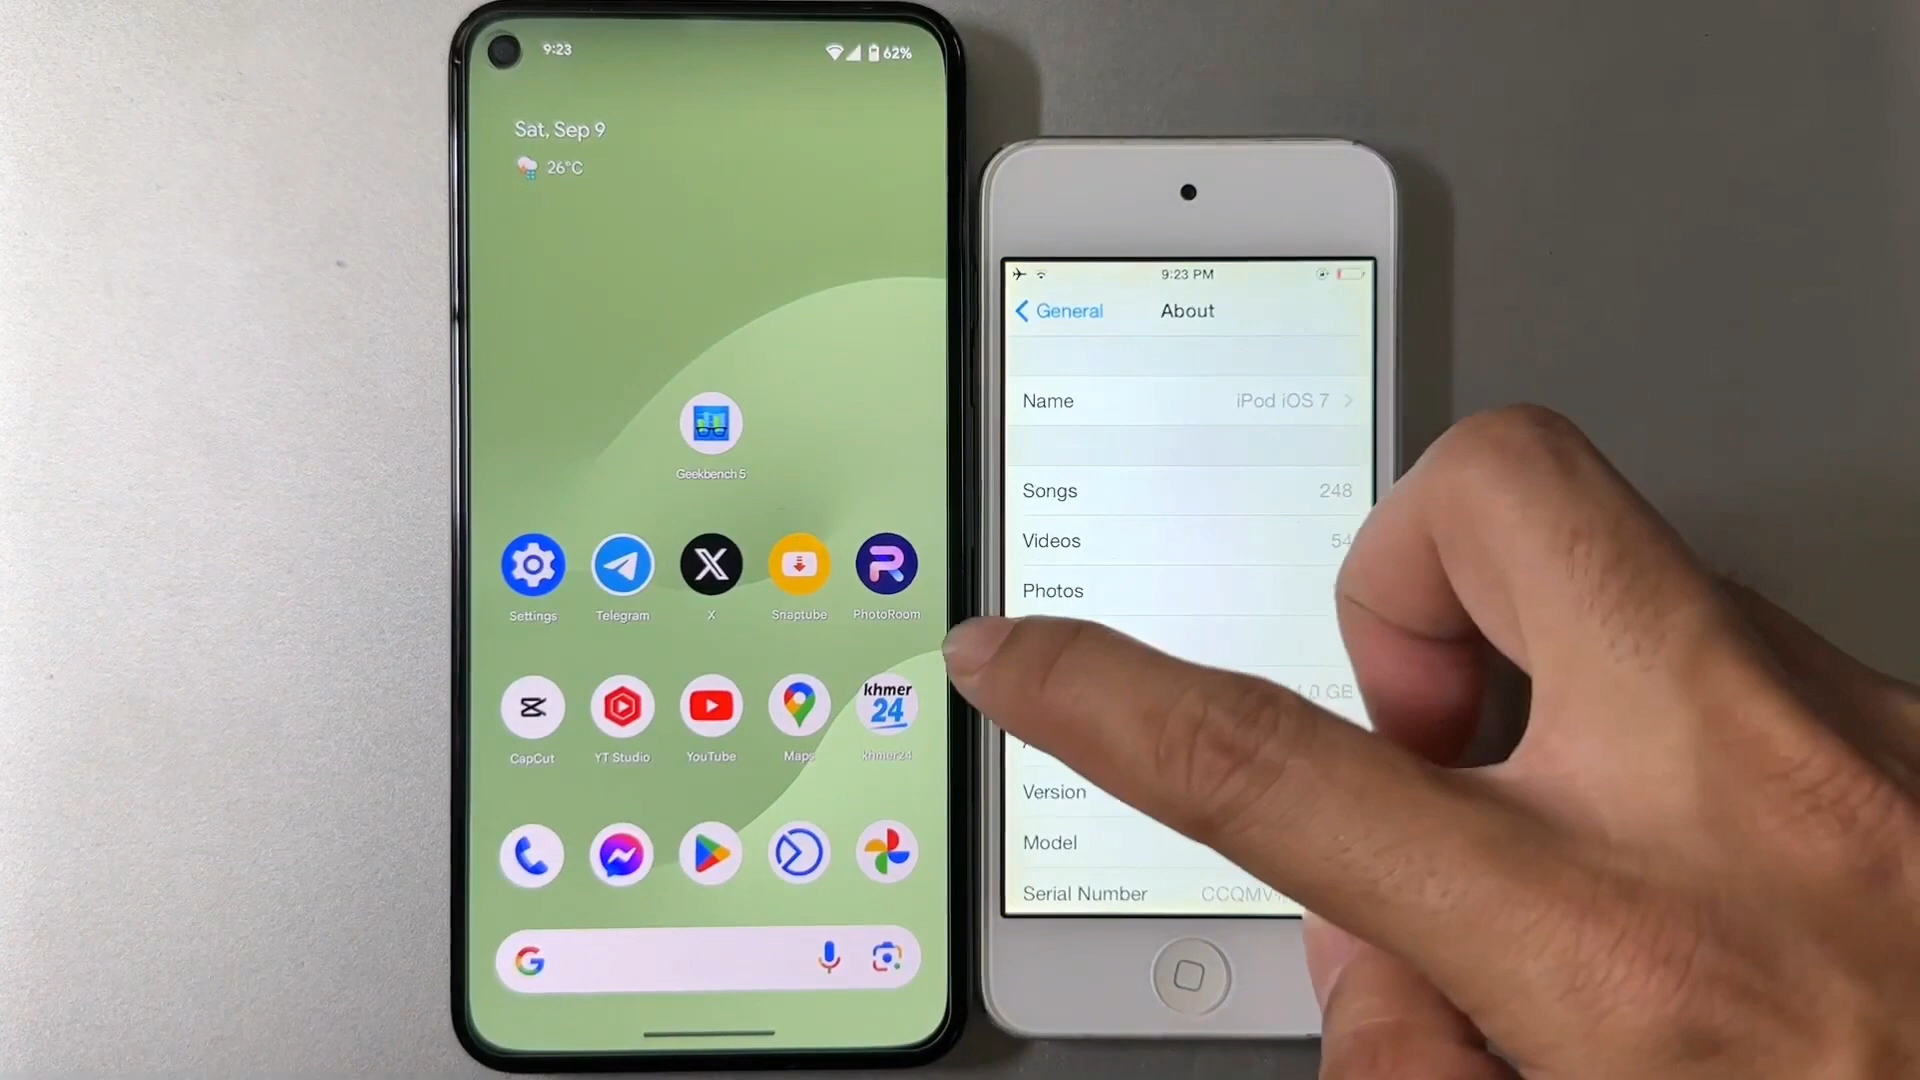 9:23
62%
Sat, Sep 9
26°C
Geekbench 5
Settings
Telegram
X
Snaptube
PhotoRoom
khmer
24
CapCut
YT Studio
YouTube
Maps
khmer24
G
9:23 PM
General
About
Name
iPod iOS 7
Songs
248
Videos
54
Photos
.0 GB
Version
Model
Serial Number
CCQMV